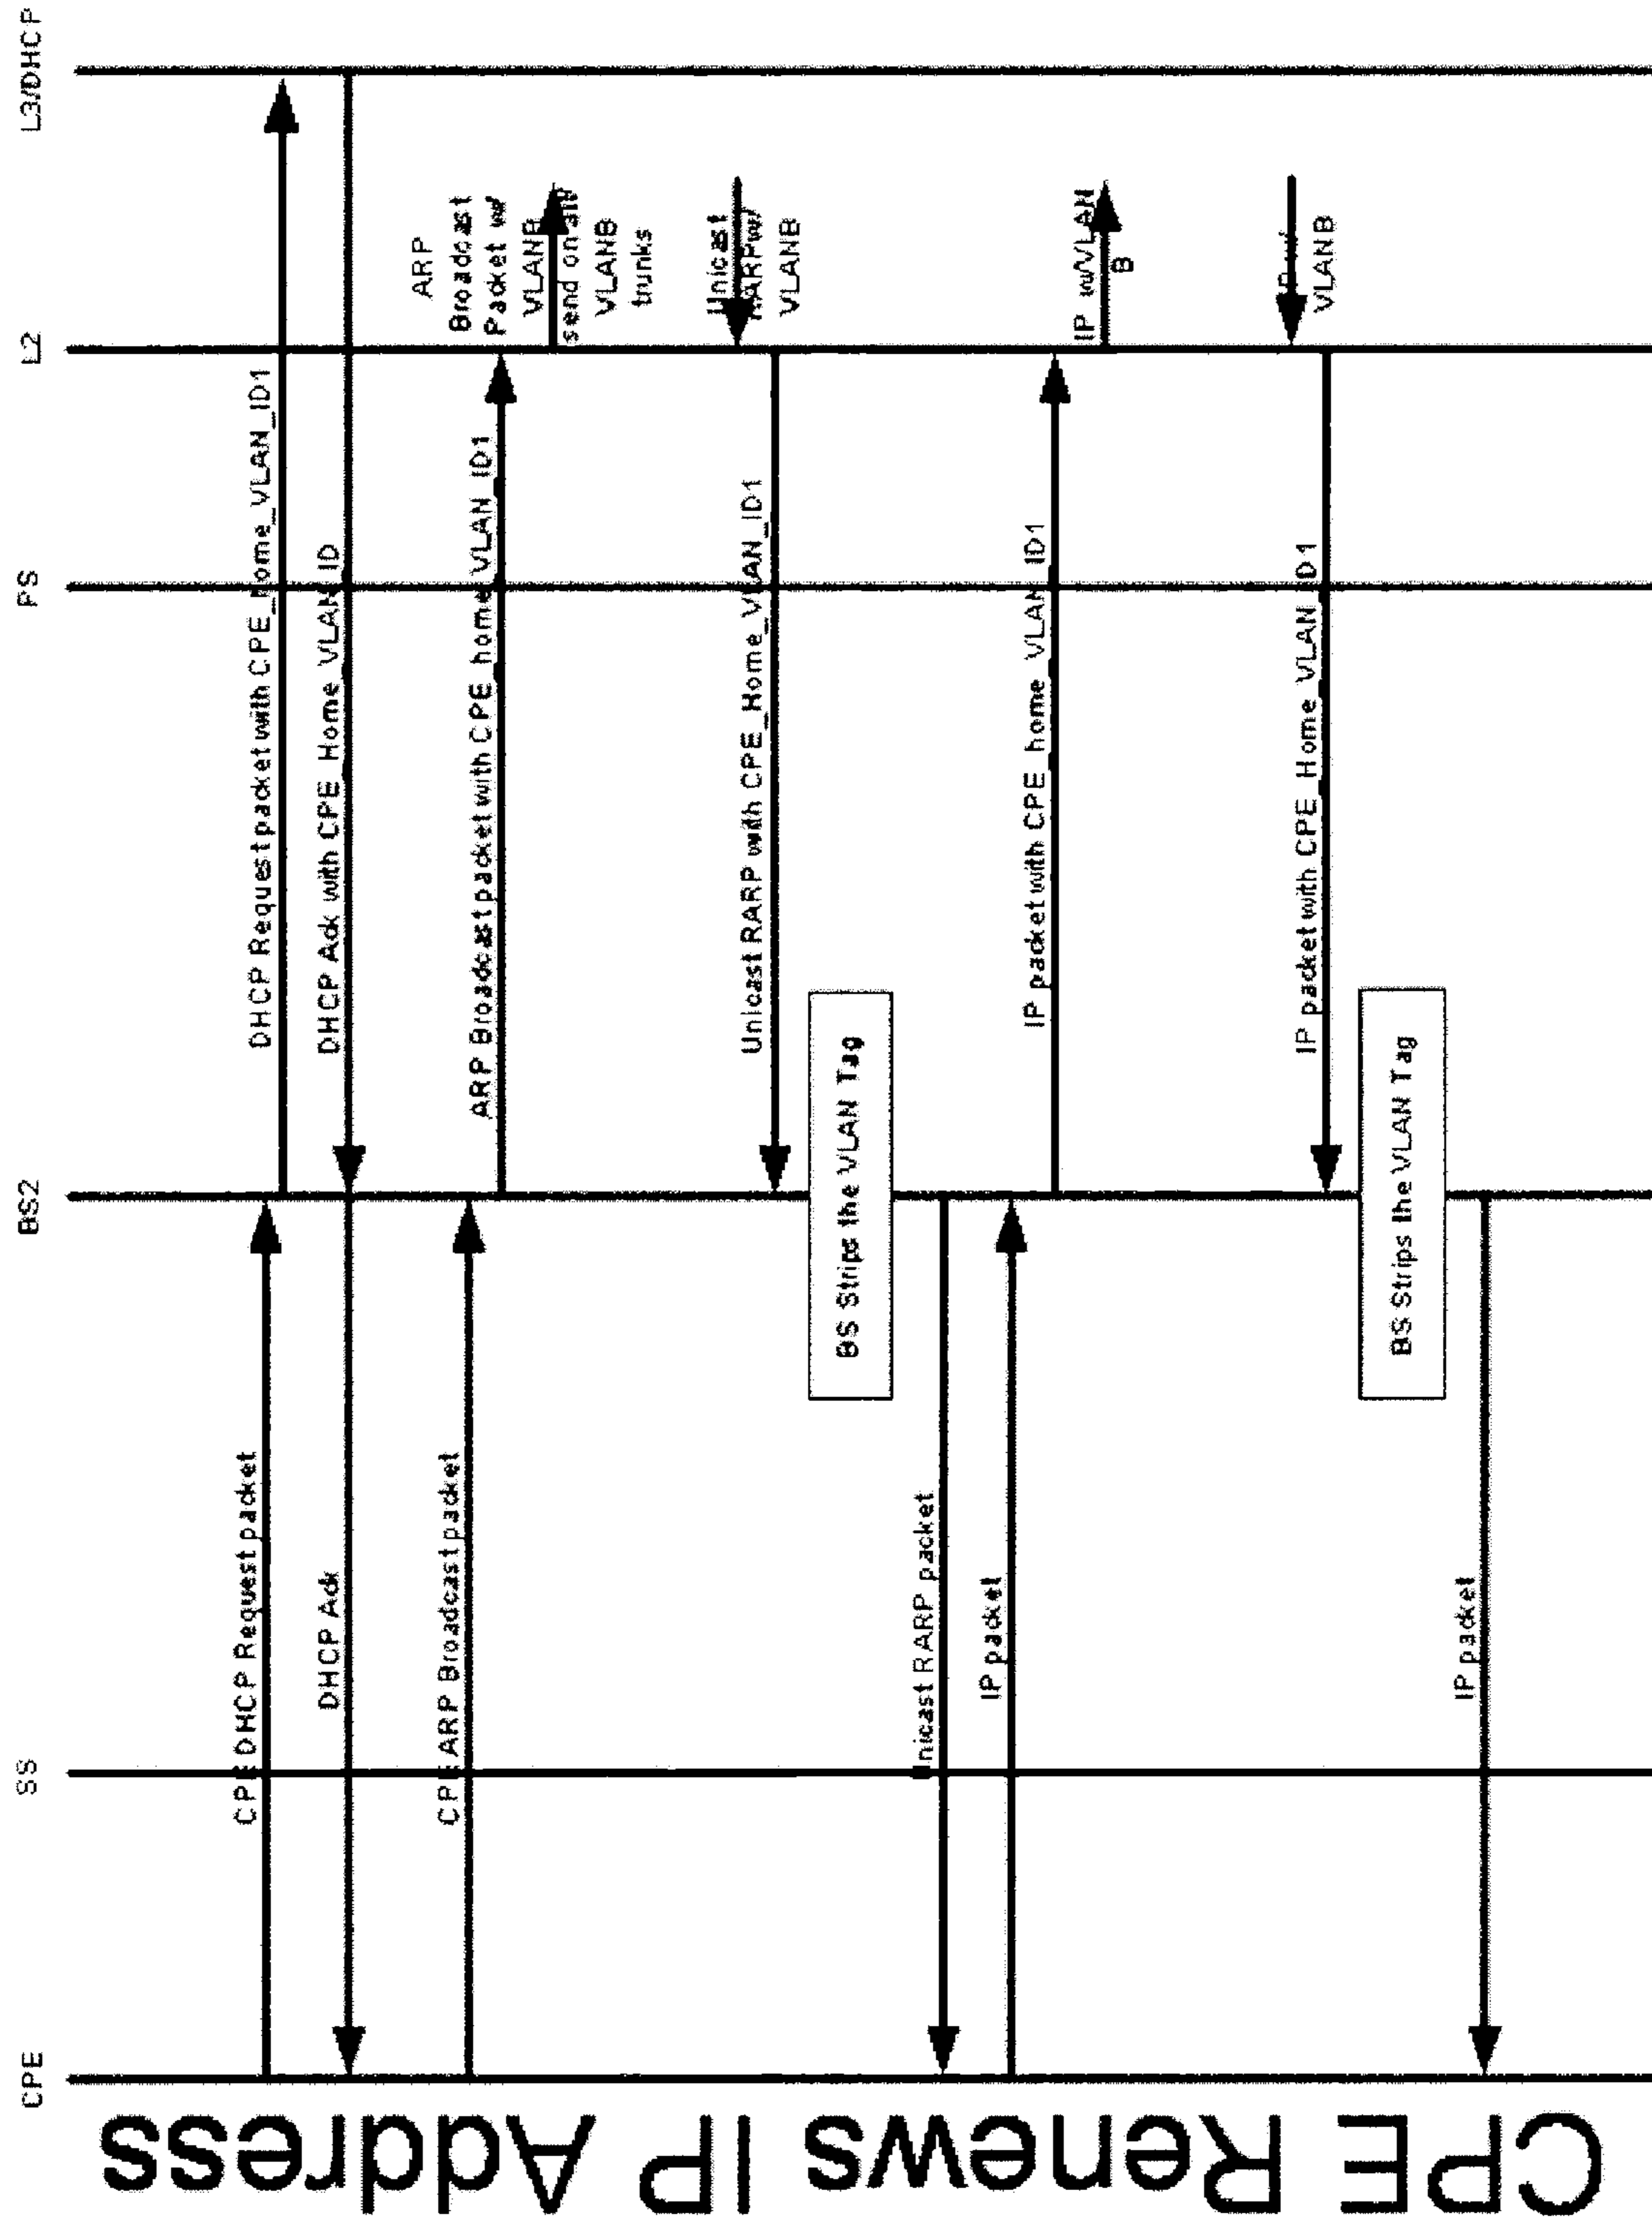 CPE Renews IP Address
CPE
SS
BS2
PS
L2
L3/DHCP
CPE DHCP Request packet
DHCP Request packet with CPE_Home_VLAN_ID1
DHCP Ack
DHCP Ack with CPE_Home_VLAN_ID
CPE ARP Broadcast packet
ARP Broadcast packet with CPE_home_VLAN_ID1
ARP
Broadcast
Packet w/
VLANB
send on all
VLANB
trunks
Unicast RARP with CPE_Home_VLAN_ID1
Unicast
RARP w/
VLANB
BS Strips the VLAN Tag
Unicast RARP packet
IP packet
IP packet with CPE_home_VLAN_ID1
IP w/VLAN
B
IP packet with CPE_Home_VLAN_ID1
IP w/
VLANB
BS Strips the VLAN Tag
IP packet